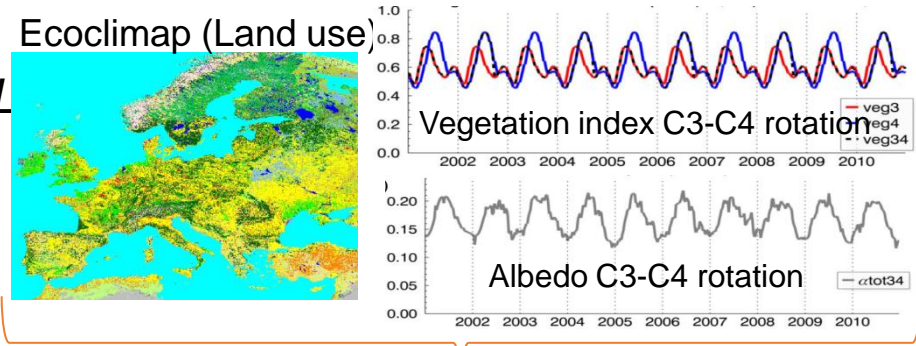 Ecoclimap (Land use)
1.0
0.8
0.6
0.4
0.2
0.0
veg3
veg4
veg34
Vegetation index C3-C4 rotation
2002 2003 2004 2005 2006 2007 2008 2009 2010
0.20
0.15
0.10
0.05
0.00
Albedo C3-C4 rotation
αtot34
2002 2003 2004 2005 2006 2007 2008 2009 2010